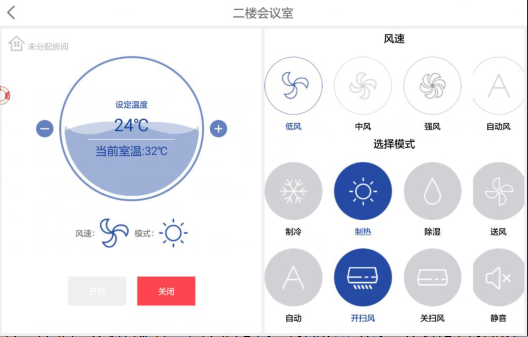 二楼会议室
未分配房间
设定温度
24℃
当前室温:32℃
风速:
模式:
开启
关闭
风速
低风
中风
强风
自动风
选择模式
制冷
制热
除湿
送风
自动
开扫风
关扫风
静音